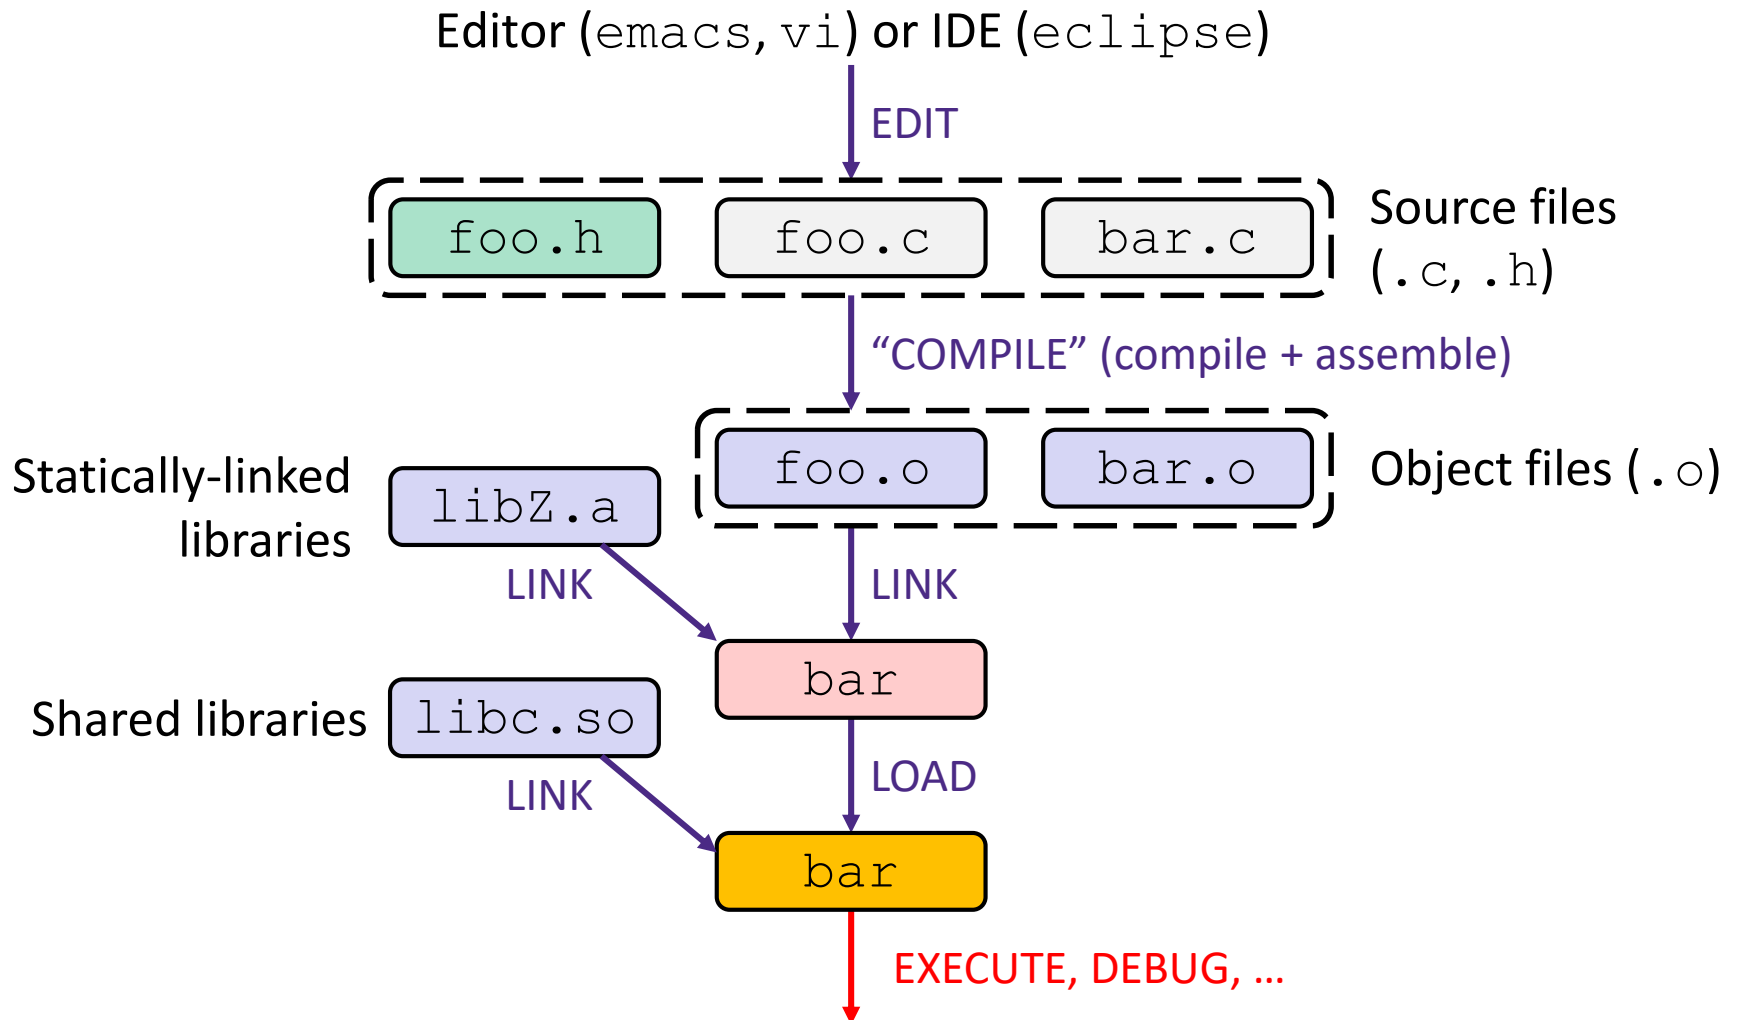 Editor (emacs, vi) or IDE (eclipse)
EDIT
foo.h
foo.c
bar.c
Source files
(.c, .h)
“COMPILE” (compile + assemble)
Statically-linked
libraries
libZ.a
foo.o
bar.o
Object files (.o)
LINK
LINK
bar
Shared libraries
libc.so
LINK
LOAD
bar
EXECUTE, DEBUG, …